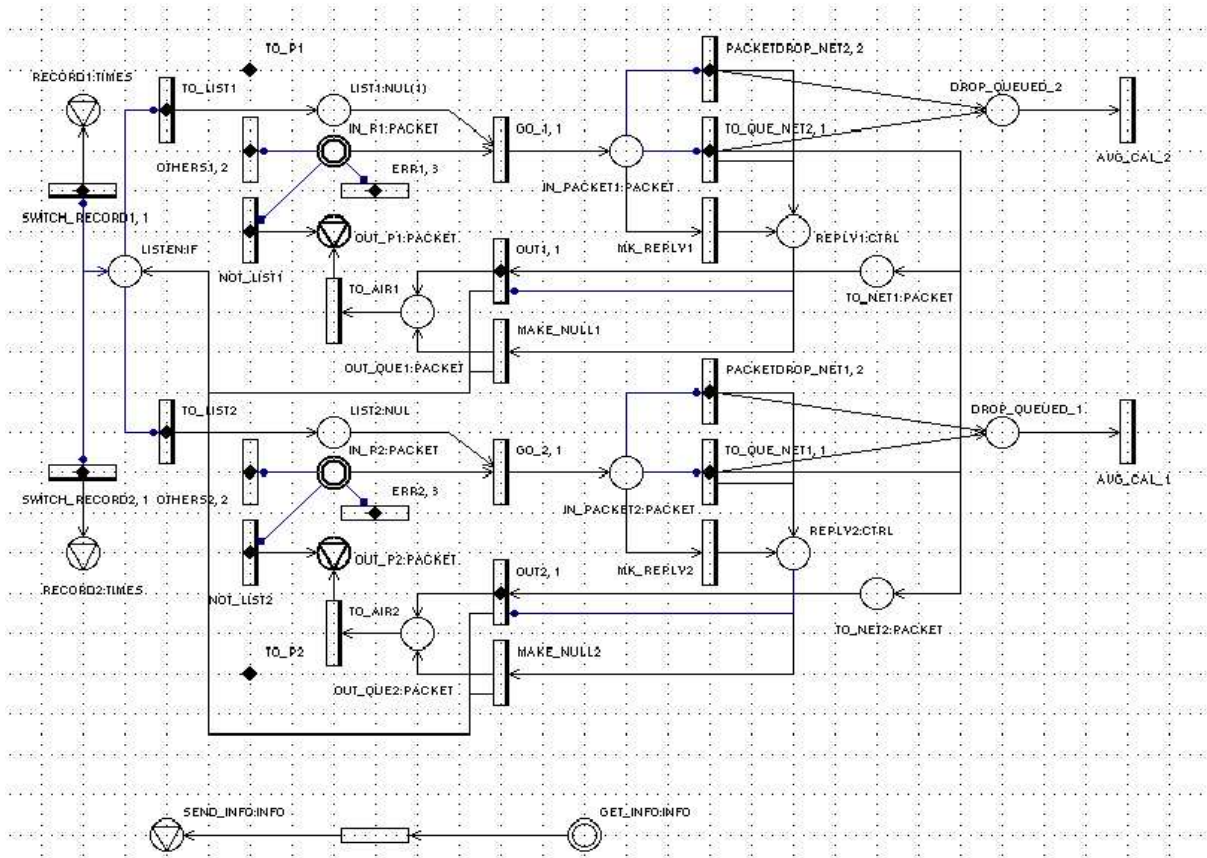 TO_P1
PACKETDROP_NET2, 2
RECORD1:TIMES
TO_LIST1
LIST1:NUL(1)
DROP_QUEUED_2
IN_R1:PACKET
GO_1, 1
TO_QUE_NET2, 1
OTHERS1, 2
ERR1, 3
AVG_CAL_2
IN_PACKET1:PACKET
SWITCH_RECORD1, 1
OUT_P1:PACKET
REPLY1:CTRL
LISTEN:IF
OUT1, 1
MK_REPLY1
NOT_LIST1
TO_AIR1
TO_NET1:PACKET
MAKE_NULL1
OUT_QUE1:PACKET
PACKETDROP_NET1, 2
TO_LIST2
LIST2:NUL
DROP_QUEUED_1
IN_R2:PACKET
GO_2, 1
TO_QUE_NET1, 1
SWITCH_RECORD2, 1
OTHERS2, 2
ERR2, 3
AVG_CAL_1
IN_PACKET2:PACKET
REPLY2:CTRL
OUT_P2:PACKET
OUT2, 1
MK_REPLY2
RECORD2:TIMES
NOT_LIST2
TO_AIR2
TO_NET2:PACKET
TO_P2
MAKE_NULL2
OUT_QUE2:PACKET
SEND_INFO:INFO
GET_INFO:INFO